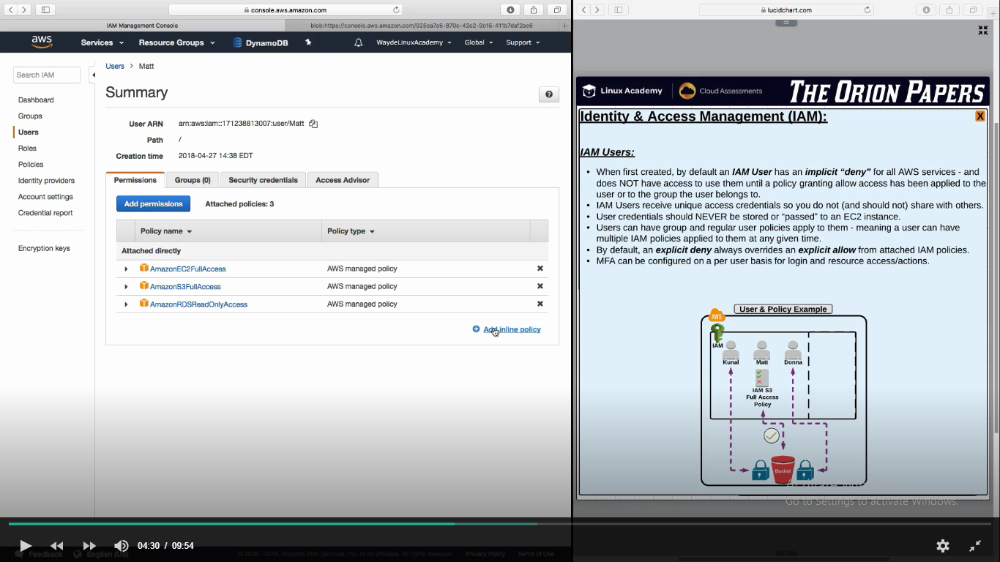 console.aws.amazon.com
IAM Management Console
blob:https://console.aws.amazon.com/925ea7a6-870c-42c2-9b15-411b7daf2ae6
aws
Services
Resource Groups
DynamoDB
WaydeLinuxAcademy
Global
Support
Search IAM
Dashboard
Groups
Users
Roles
Policies
Identity providers
Account settings
Credential report
Encryption keys
Users > Matt
Summary
User ARN arn:aws:iam::171238813007:user/Matt
Path /
Creation time 2018-04-27 14:38 EDT
Permissions
Groups (0)
Security credentials
Access Advisor
Add permissions
Attached policies: 3
Policy name
Policy type
Attached directly
AmazonEC2FullAccess AWS managed policy
AmazonS3FullAccess AWS managed policy
AmazonRDSReadOnlyAccess AWS managed policy
Add inline policy
lucidchart.com
Linux Academy
Cloud Assessments
THE ORION PAPERS
Identity & Access Management (IAM):
X
IAM Users:
• When first created, by default an IAM User has an implicit “deny” for all AWS services - and
does NOT have access to use them until a policy granting allow access has been applied to the
user or to the group the user belongs to.
• IAM Users receive unique access credentials so you do not (and should not) share with others.
• User credentials should NEVER be stored or “passed” to an EC2 instance.
• Users can have group and regular user policies apply to them - meaning a user can have
multiple IAM policies applied to them at any given time.
• By default, an explicit deny always overrides an explicit allow from attached IAM policies.
• MFA can be configured on a per user basis for login and resource access/actions.
User & Policy Example
AWS
IAM
Kunal
Matt
Donna
IAM S3
Full Access
Policy
Bucket
Go to Settings to activate Windows.
04:30 / 09:54
Feedback
English (US)
© 2008 - 2018, Amazon Web Services, Inc. or its affiliates. All rights reserved.
Privacy Policy
Terms of Use